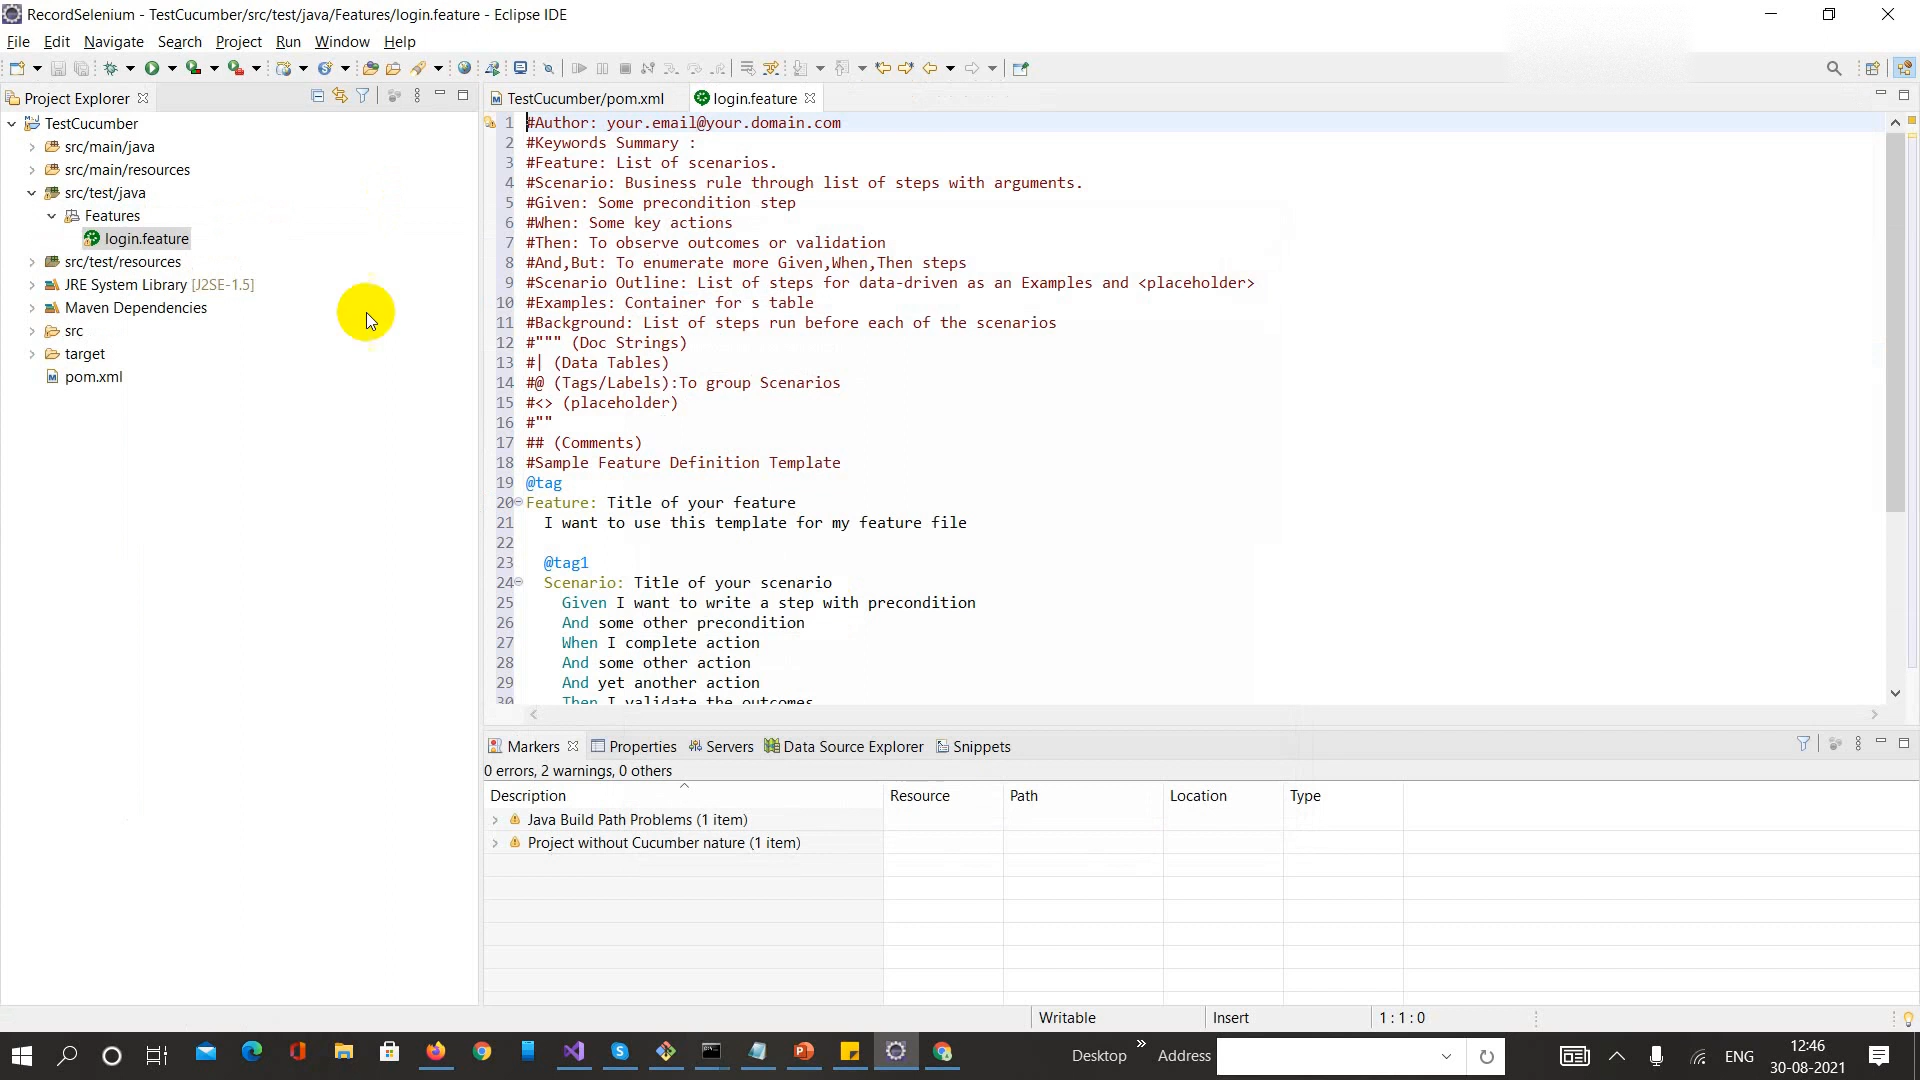 RecordSelenium - TestCucumber/src/test/java/Features/login.feature - Eclipse IDE
File Edit Navigate Search Project Run Window Help
Project Explorer
TestCucumber
src/main/java
src/main/resources
src/test/java
Features
login.feature
src/test/resources
JRE System Library [J2SE-1.5]
Maven Dependencies
src
target
pom.xml
TestCucumber/pom.xml login.feature
1 #Author: your.email@your.domain.com
2 #Keywords Summary :
3 #Feature: List of scenarios.
4 #Scenario: Business rule through list of steps with arguments.
5 #Given: Some precondition step
6 #When: Some key actions
7 #Then: To observe outcomes or validation
8 #And,But: To enumerate more Given,When,Then steps
9 #Scenario Outline: List of steps for data-driven as an Examples and <placeholder>
10 #Examples: Container for s table
11 #Background: List of steps run before each of the scenarios
12 #""" (Doc Strings)
13 #| (Data Tables)
14 #@ (Tags/Labels):To group Scenarios
15 #<> (placeholder)
16 #""
17 ## (Comments)
18 #Sample Feature Definition Template
19 @tag
20 Feature: Title of your feature
21 I want to use this template for my feature file
22
23 @tag1
24 Scenario: Title of your scenario
25 Given I want to write a step with precondition
26 And some other precondition
27 When I complete action
28 And some other action
29 And yet another action
30 Then I validate the outcomes
Markers Properties Servers Data Source Explorer Snippets
0 errors, 2 warnings, 0 others
Description Resource Path Location Type
Java Build Path Problems (1 item)
Project without Cucumber nature (1 item)
Writable Insert 1 : 1 : 0
Desktop » Address ENG 12:46
30-08-2021